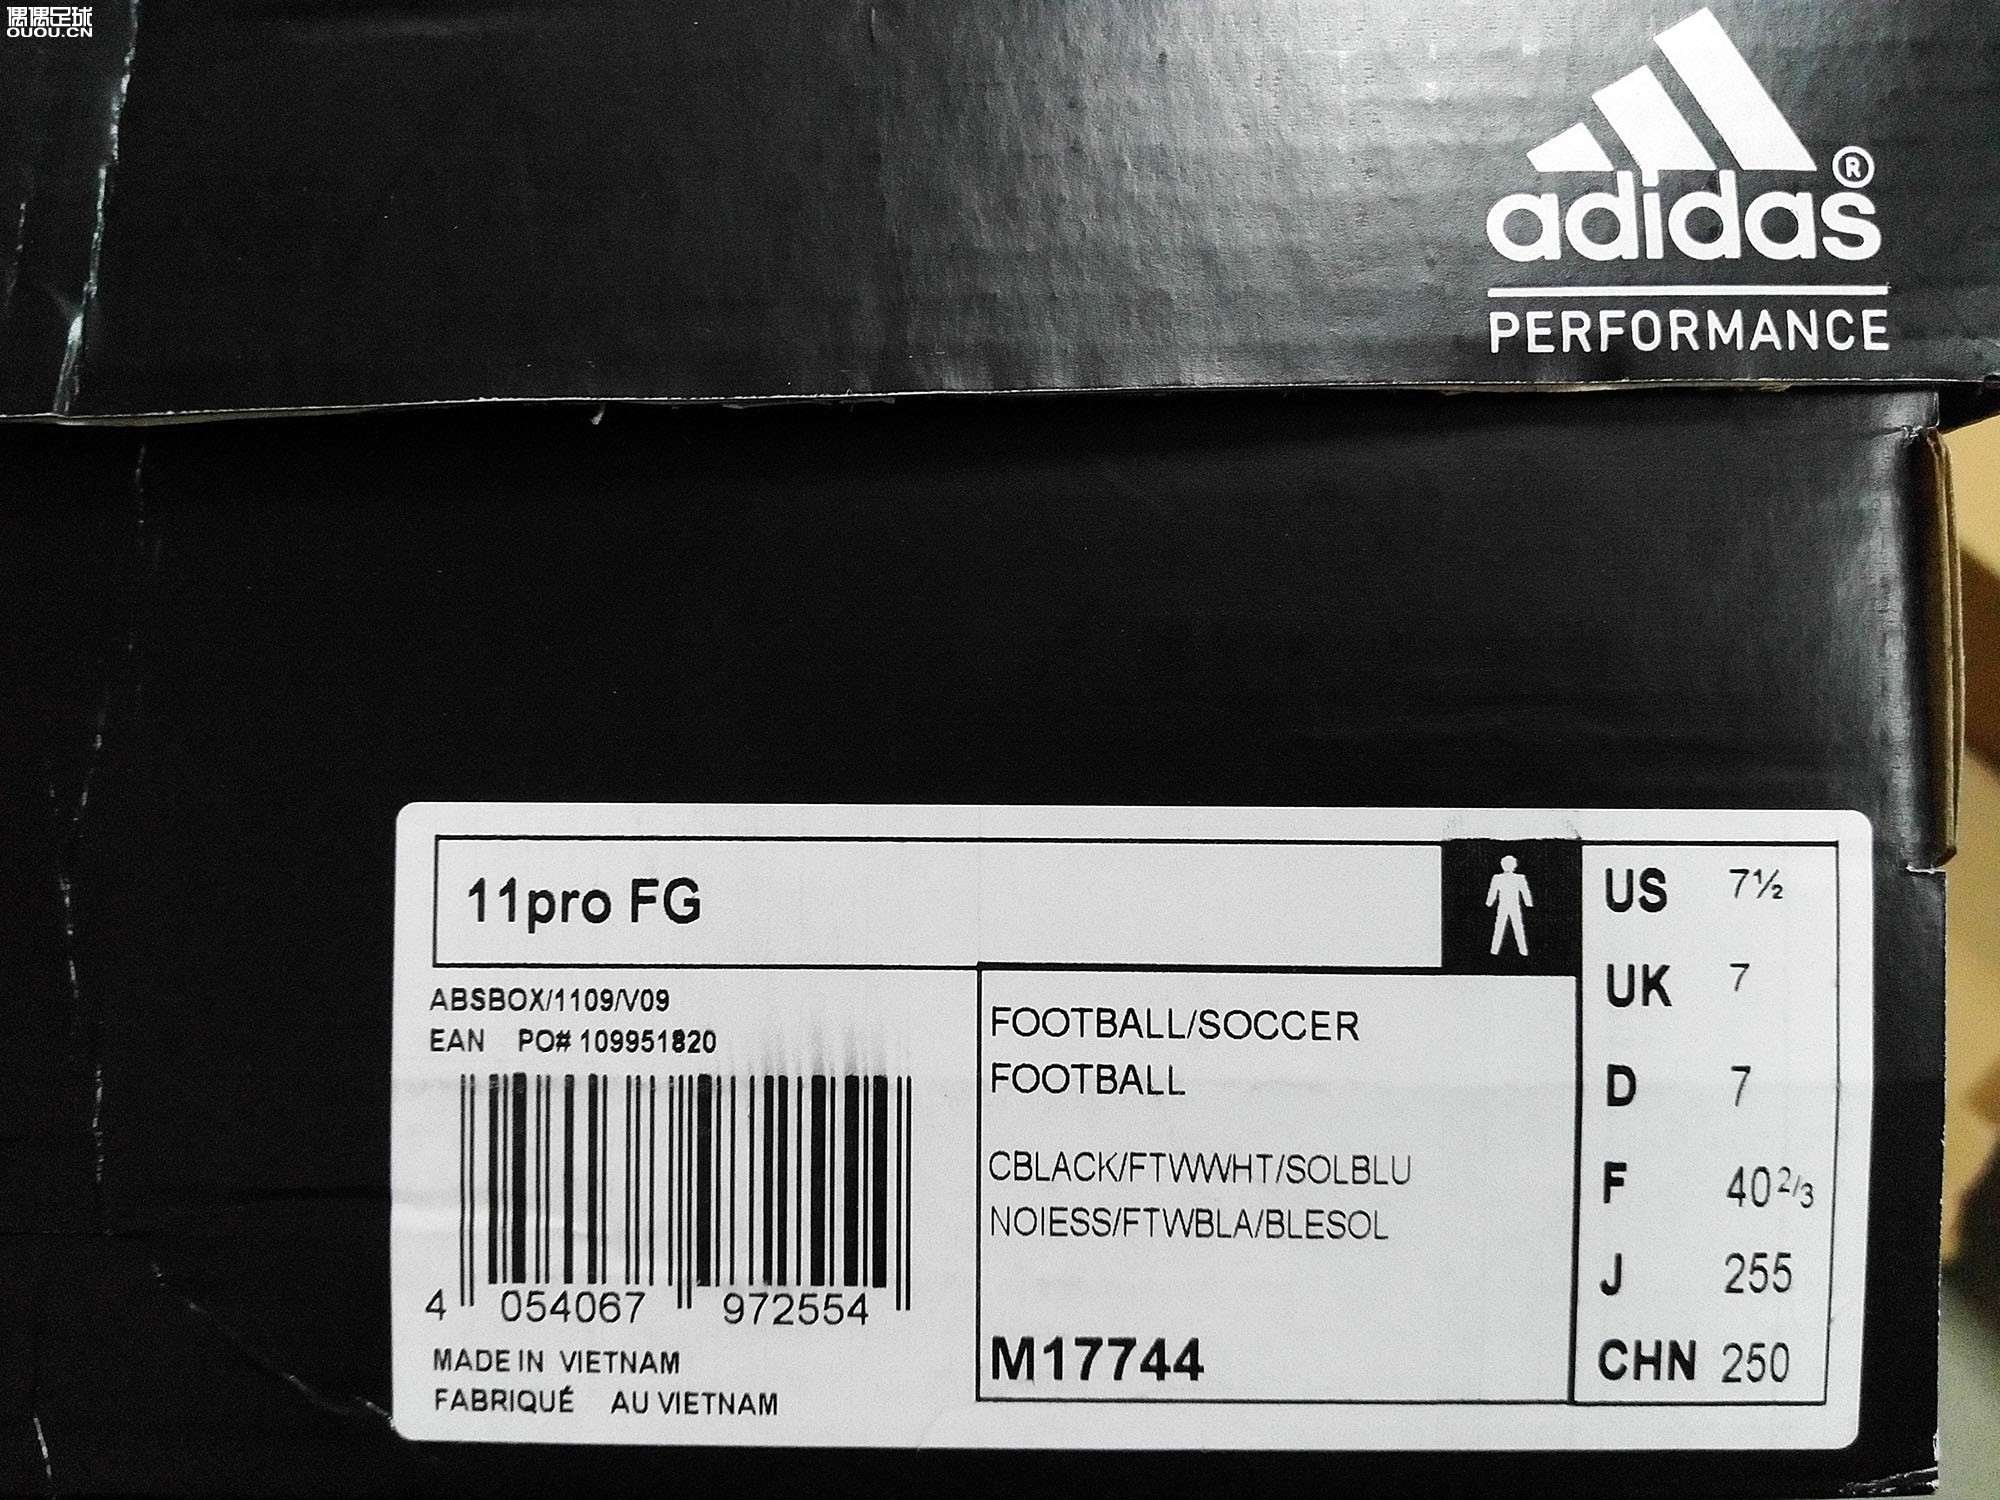 偶偶足球
OUOU.CN
adidas®
PERFORMANCE
11pro FG
US 7½
UK 7
D 7
F 40 2/3
J 255
CHN 250
ABSBOX/1109/V09
EAN PO# 109951820
4 054067 972554
MADE IN VIETNAM
FABRIQUÉ AU VIETNAM
FOOTBALL/SOCCER
FOOTBALL
CBLACK/FTWWHT/SOLBLU
NOIESS/FTWBLA/BLESOL
M17744